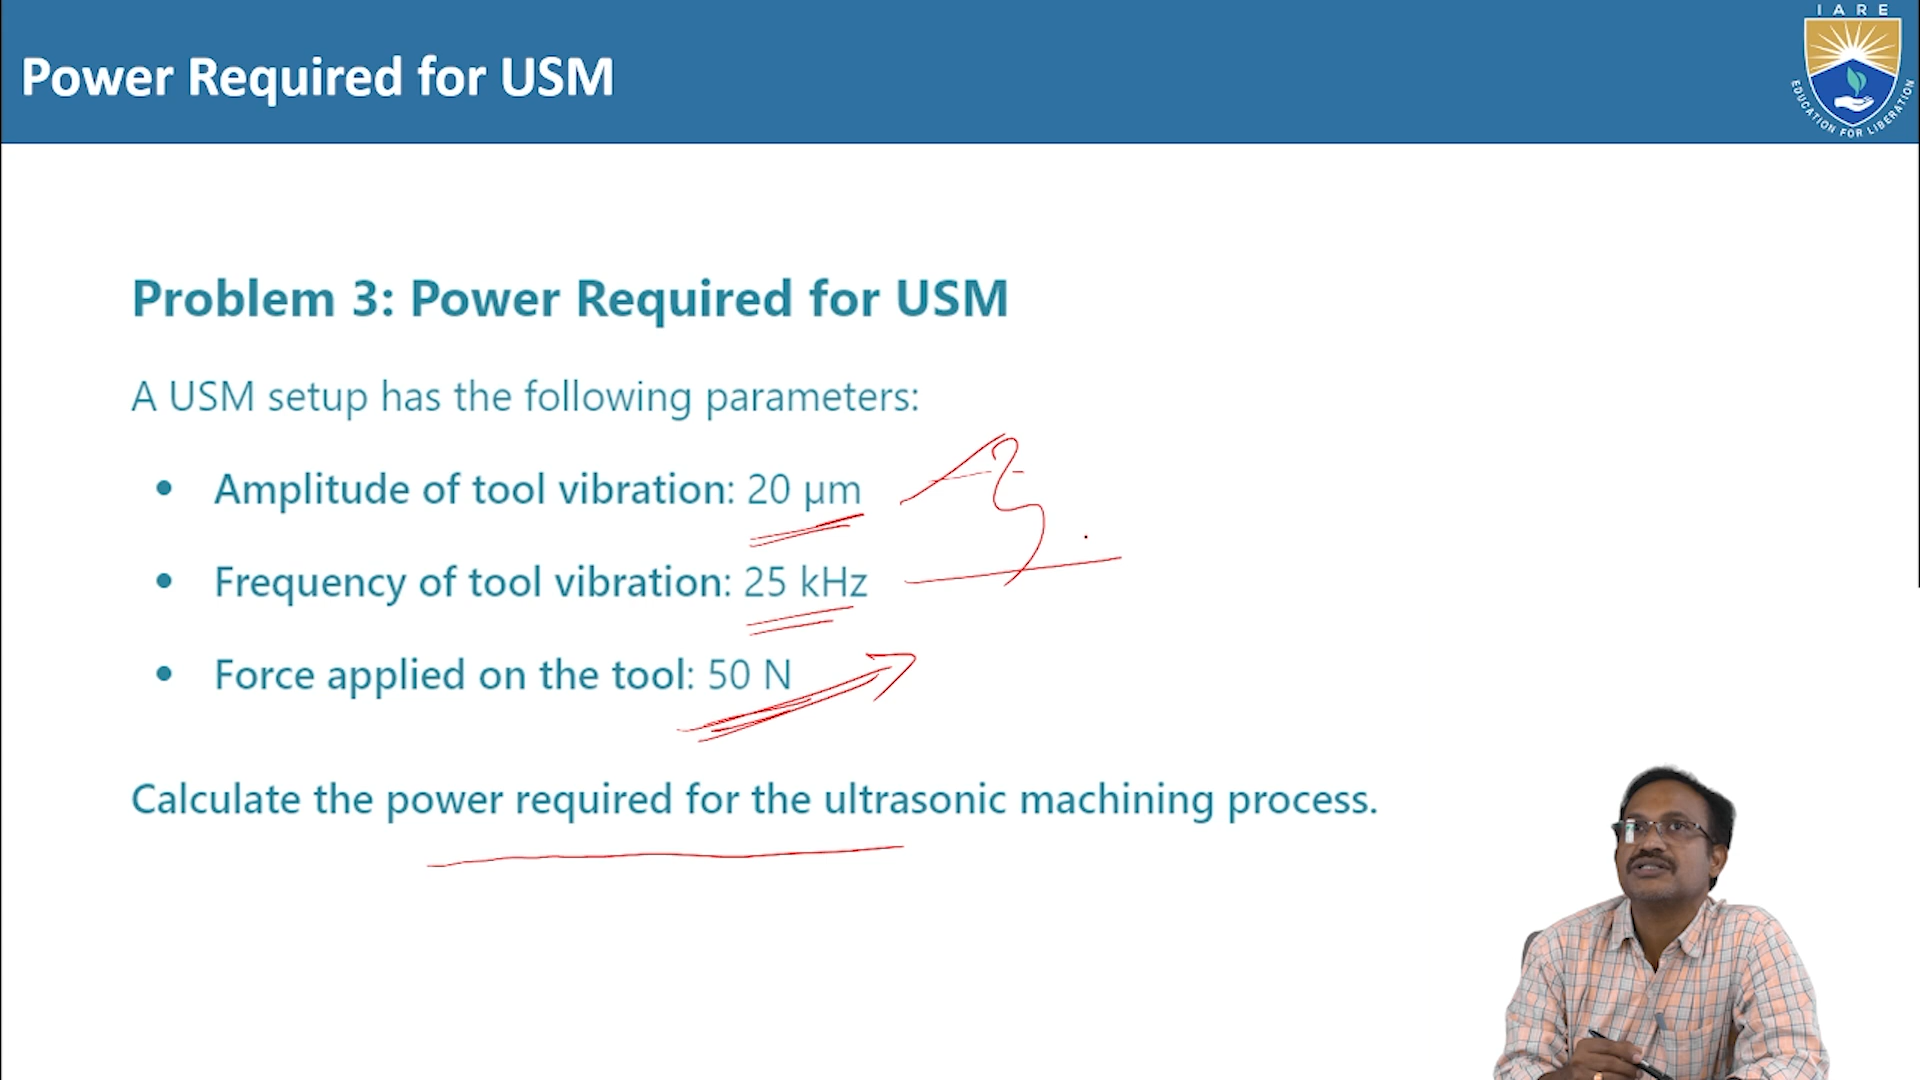 IARE
Power Required for USM
EDUCATION FOR LIBERATION
Problem 3: Power Required for USM
A USM setup has the following parameters:
• Amplitude of tool vibration: 20 μm
• Frequency of tool vibration: 25 kHz
• Force applied on the tool: 50 N
Calculate the power required for the ultrasonic machining process.